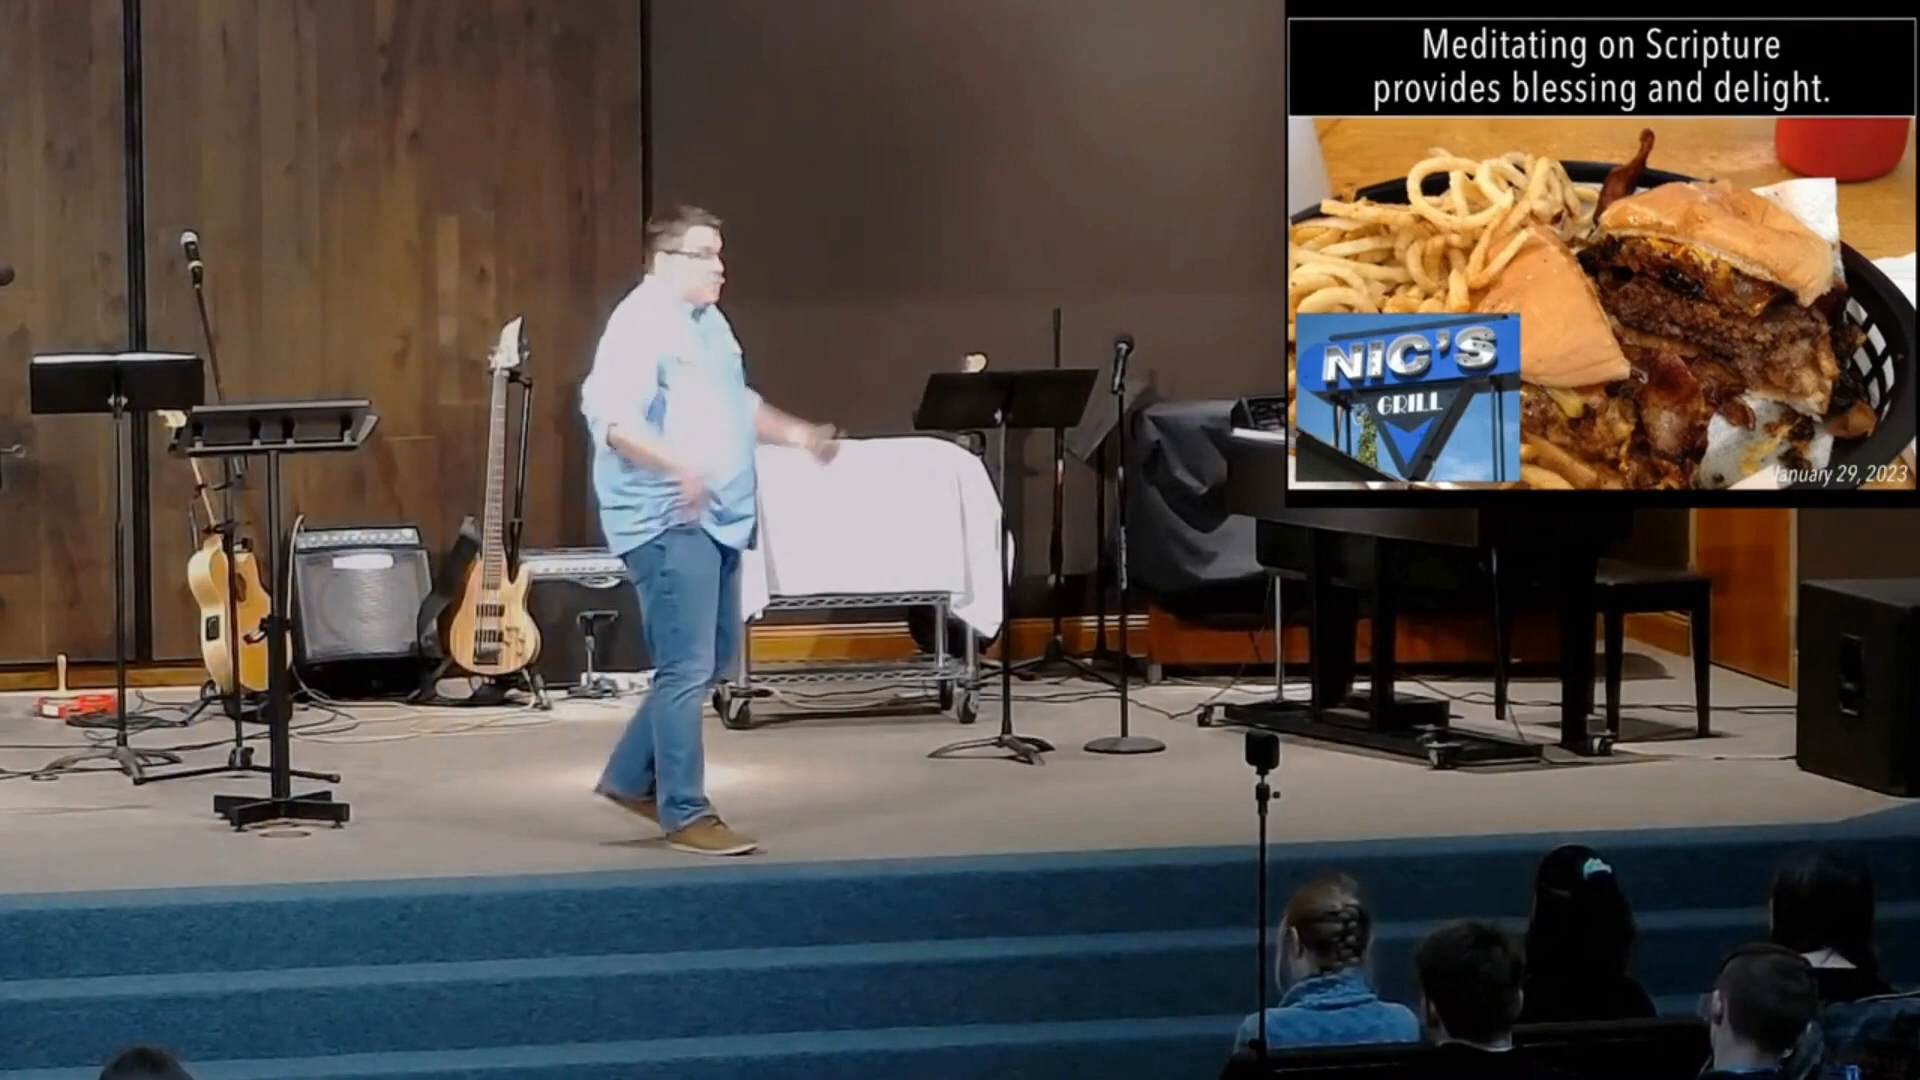 Meditating on Scripture
provides blessing and delight.
NIC'S
GRILL
January 29, 2023